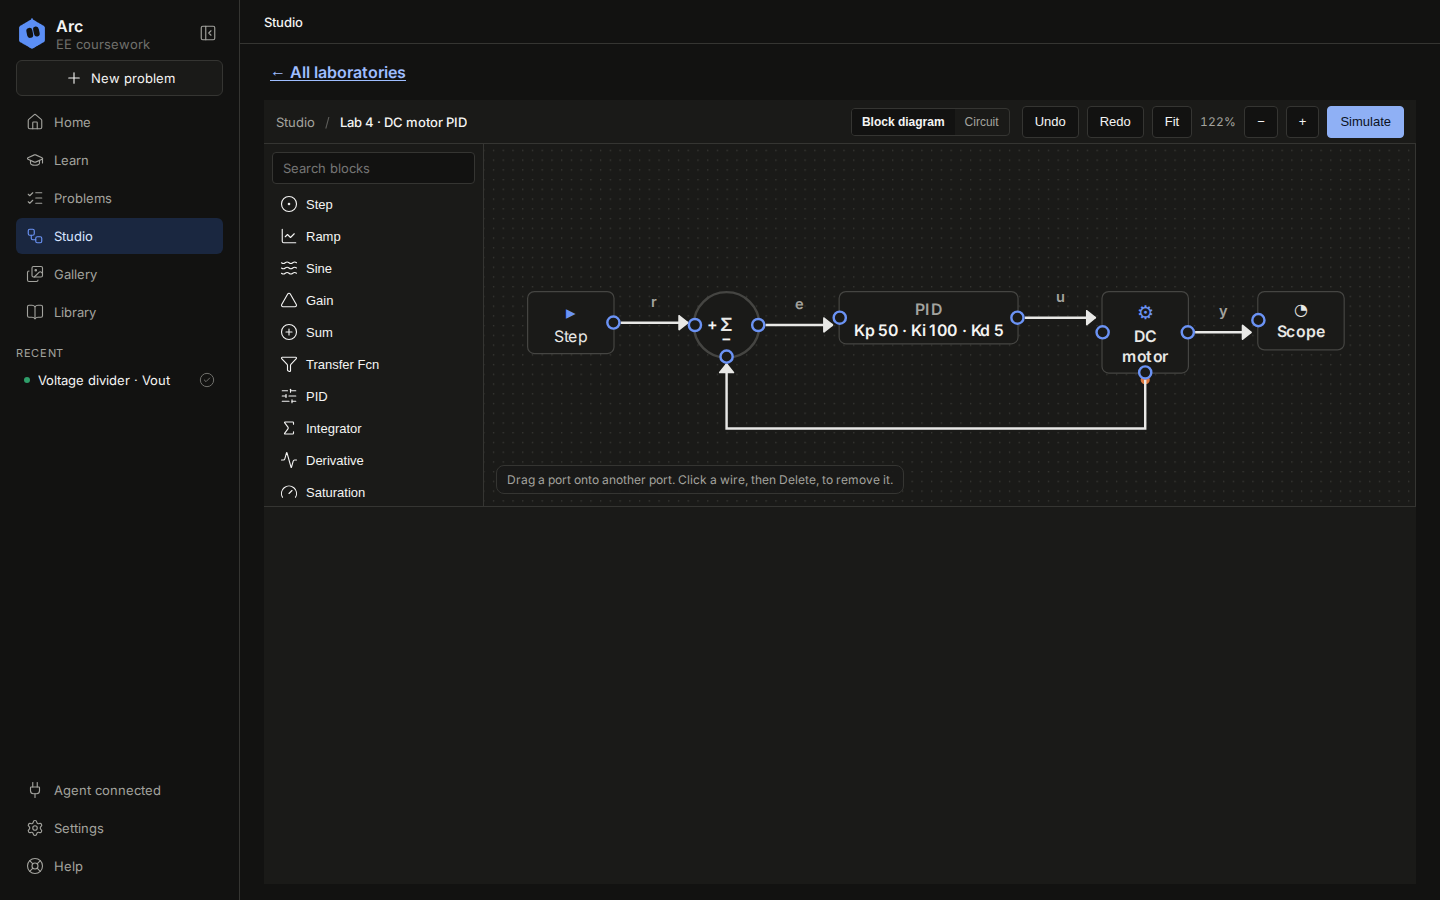 Arc
EE coursework
New problem
Home
Learn
Problems
Studio
Gallery
Library
RECENT
Voltage divider · Vout
Agent connected
Settings
Help
Studio
← All laboratories
Studio / Lab 4 · DC motor PID
Block diagram
Circuit
Undo
Redo
Fit
122%
−
+
Simulate
Search blocks
Step
Ramp
Sine
Gain
Sum
Transfer Fcn
PID
Integrator
Derivative
Saturation
Step
r
+ Σ
−
e
PID
Kp 50 · Ki 100 · Kd 5
u
DC
motor
y
Scope
Drag a port onto another port. Click a wire, then Delete, to remove it.